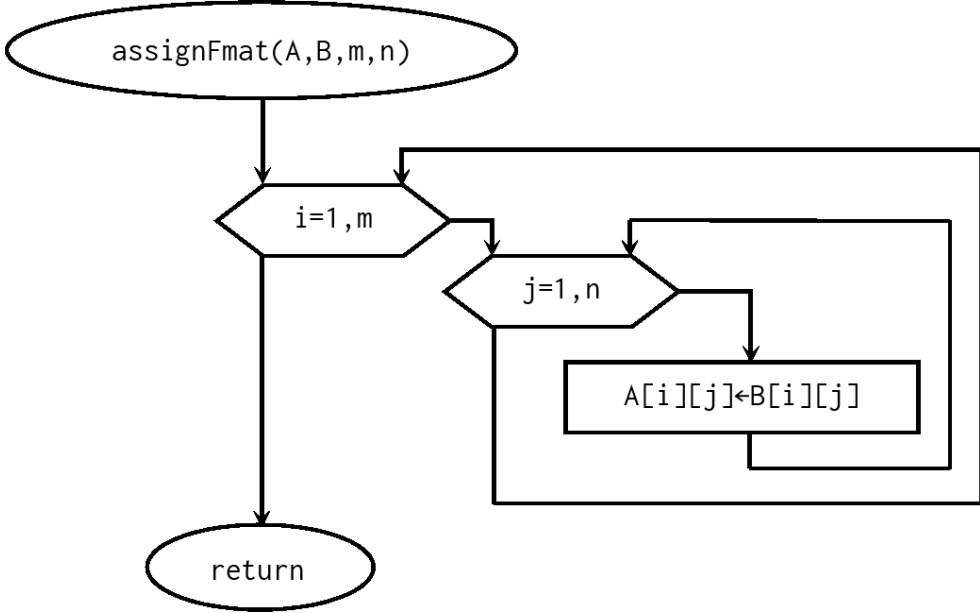 assignFmat(A,B,m,n)
i=1,m
j=1,n
A[i][j]←B[i][j]
return